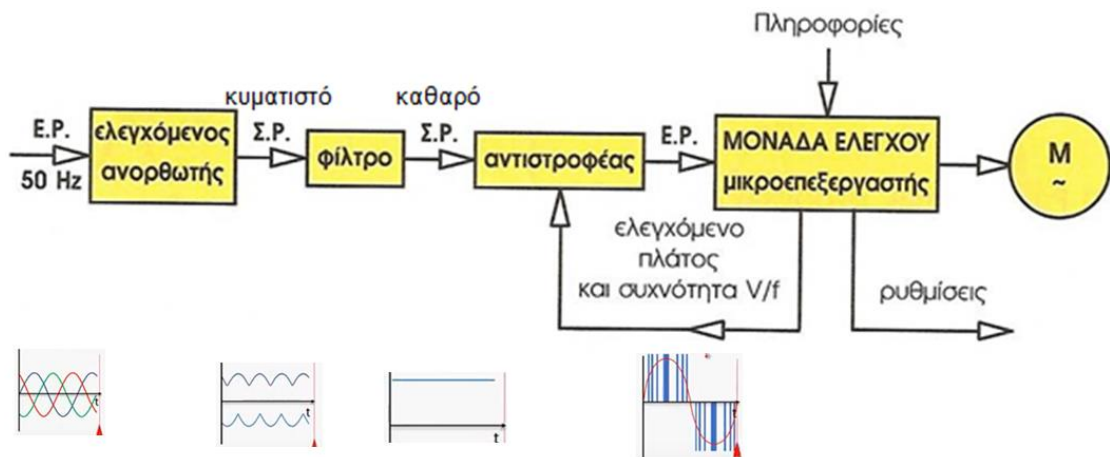 Πληροφορίες
κυματιστό
καθαρό
Ε.Ρ.
50 Hz
ελεγχόμενος
ανορθωτής
Σ.Ρ.
φίλτρο
Σ.Ρ.
αντιστροφέας
Ε.Ρ.
ΜΟΝΑΔΑ ΕΛΕΓΧΟΥ
μικροεπεξεργαστής
Μ
~
ελεγχόμενο
πλάτος
και συχνότητα V/f
ρυθμίσεις
t
t
t
t